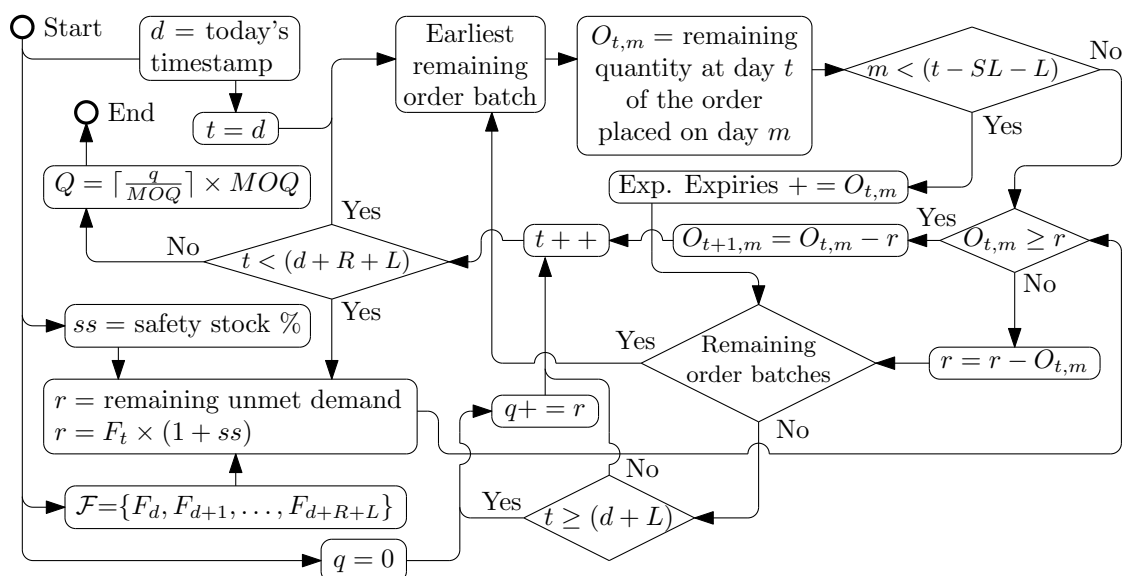 Start
d = today's
timestamp
Earliest
remaining
order batch
O_{t,m} = remaining
quantity at day t
of the order
placed on day m
m < (t − SL − L)
No
Yes
End
t = d
Q = ⌈q/MOQ⌉ × MOQ
Exp. Expiries + = O_{t,m}
Yes
No
t < (d + R + L)
Yes
t + +
O_{t+1,m} = O_{t,m} − r
Yes
O_{t,m} ≥ r
No
ss = safety stock %
Yes
Remaining
order batches
No
r = r − O_{t,m}
r = remaining unmet demand
r = F_t × (1 + ss)
q+ = r
No
Yes
t ≥ (d + L)
ℱ={F_d, F_{d+1}, . . . , F_{d+R+L}}
q = 0